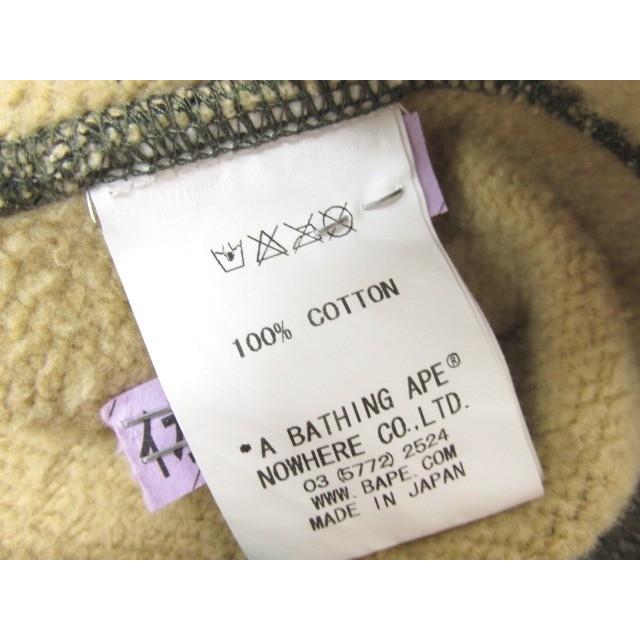 100% COTTON
*A BATHING APE®
NOWHERE CO.,LTD.
03 (5772) 2524
WWW.BAPE.COM
MADE IN JAPAN